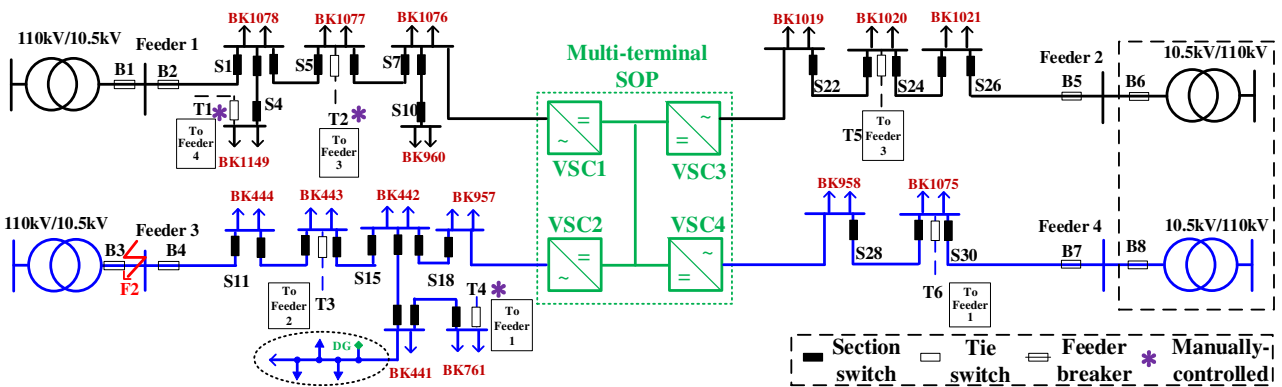 BK1078
BK1077
BK1076
BK1019
BK1020
BK1021
110kV/10.5kV
Feeder 1
B1
B2
S1
S5
S7
S4
T1
To
Feeder
4
BK1149
T2
To
Feeder
3
S10
BK960
Multi-terminal
SOP
VSC1
VSC3
VSC2
VSC4
S22
S24
S26
T5
To
Feeder
3
Feeder 2
B5
B6
10.5kV/110kV
BK444
BK443
BK442
BK957
BK958
BK1075
110kV/10.5kV
Feeder 3
B3
B4
F2
S11
S15
S18
T3
To
Feeder
2
T4
To
Feeder
1
DG
BK441
BK761
S28
S30
T6
To
Feeder
1
Feeder 4
B7
B8
10.5kV/110kV
Section
switch
Tie
switch
Feeder
breaker
Manually-
controlled